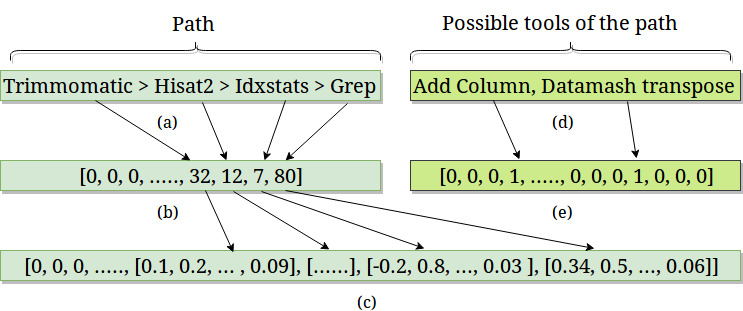 Path
Possible tools of the path
Trimmomatic > Hisat2 > Idxstats > Grep
Add Column, Datamash transpose
(a)
(d)
[0, 0, 0, ....., 32, 12, 7, 80]
[0, 0, 0, 1, ....., 0, 0, 0, 1, 0, 0, 0]
(b)
(e)
[0, 0, 0, ....., [0.1, 0.2, ... , 0.09], [......], [-0.2, 0.8, ..., 0.03 ], [0.34, 0.5, ..., 0.06]]
(c)